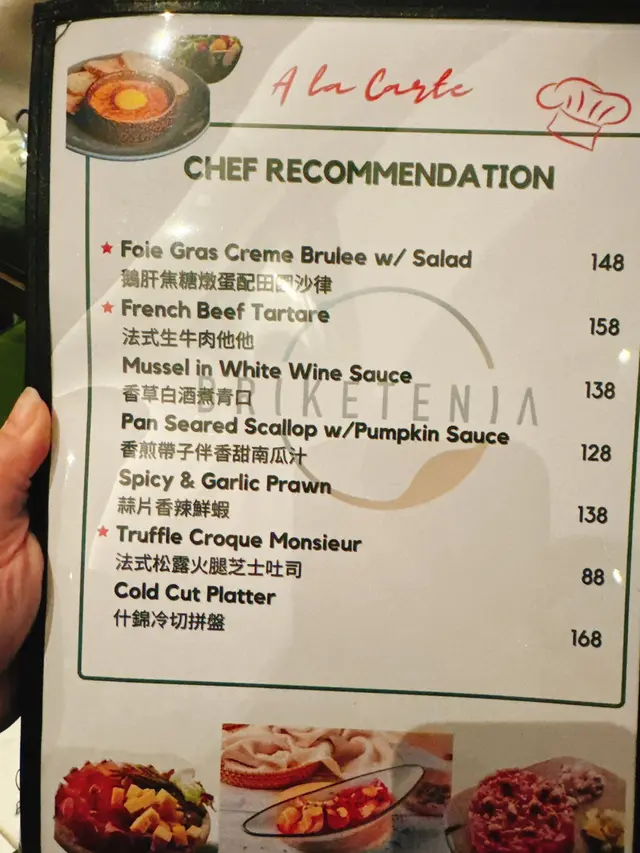 A la Carte
CHEF RECOMMENDATION
★ Foie Gras Creme Brulee w/ Salad 148
鵝肝焦糖燉蛋配田園沙律
★ French Beef Tartare 158
法式生牛肉他他
Mussel in White Wine Sauce 138
香草白酒煮青口
BRIKETENIA
Pan Seared Scallop w/Pumpkin Sauce 128
香煎帶子伴香甜南瓜汁
Spicy & Garlic Prawn 138
蒜片香辣鮮蝦
★ Truffle Croque Monsieur 88
法式松露火腿芝士吐司
Cold Cut Platter 168
什錦冷切拼盤